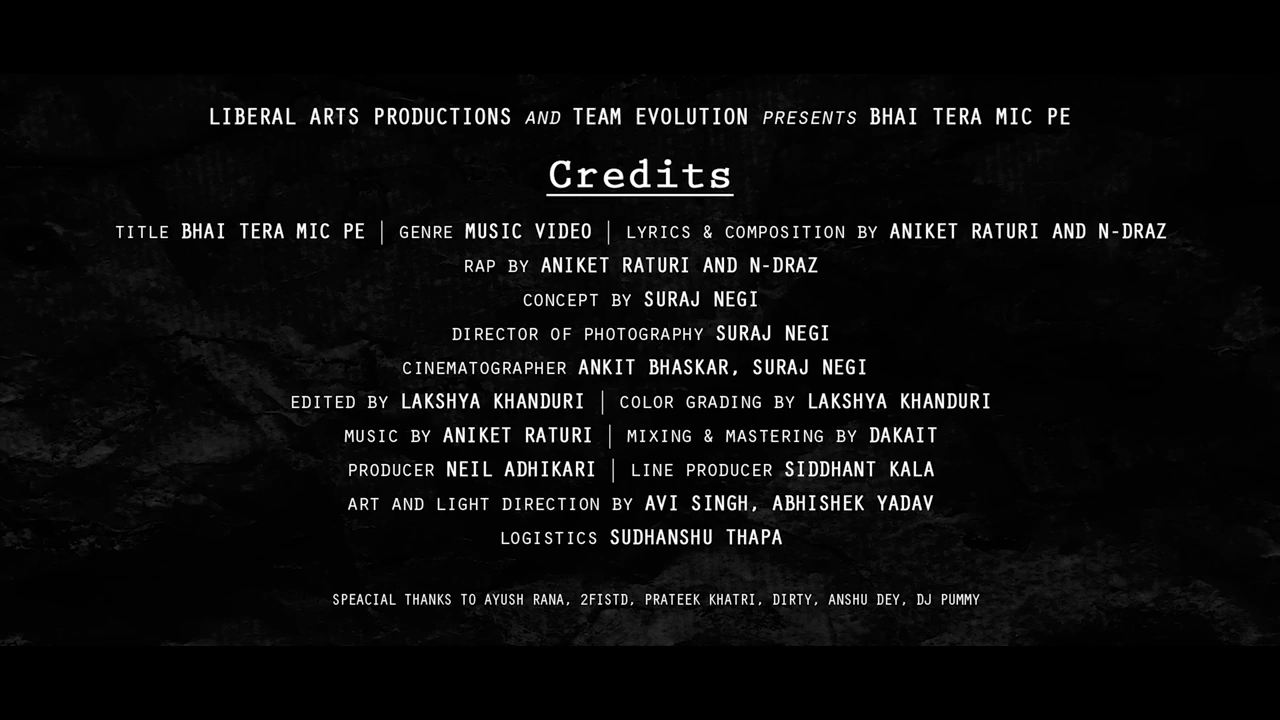 LIBERAL ARTS PRODUCTIONS AND TEAM EVOLUTION PRESENTS BHAI TERA MIC PE
Credits
TITLE BHAI TERA MIC PE | GENRE MUSIC VIDEO | LYRICS & COMPOSITION BY ANIKET RATURI AND N-DRAZ
RAP BY ANIKET RATURI AND N-DRAZ
CONCEPT BY SURAJ NEGI
DIRECTOR OF PHOTOGRAPHY SURAJ NEGI
CINEMATOGRAPHER ANKIT BHASKAR, SURAJ NEGI
EDITED BY LAKSHYA KHANDURI | COLOR GRADING BY LAKSHYA KHANDURI
MUSIC BY ANIKET RATURI | MIXING & MASTERING BY DAKAIT
PRODUCER NEIL ADHIKARI | LINE PRODUCER SIDDHANT KALA
ART AND LIGHT DIRECTION BY AVI SINGH, ABHISHEK YADAV
LOGISTICS SUDHANSHU THAPA
SPEACIAL THANKS TO AYUSH RANA, 2FISTD, PRATEEK KHATRI, DIRTY, ANSHU DEY, DJ PUMMY